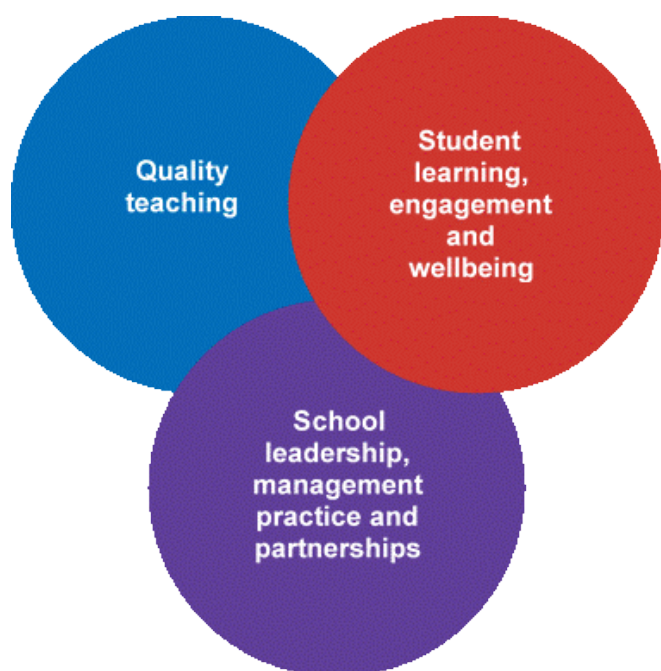 Quality
teaching
Student
learning,
engagement
and
wellbeing
School
leadership,
management
practice and
partnerships